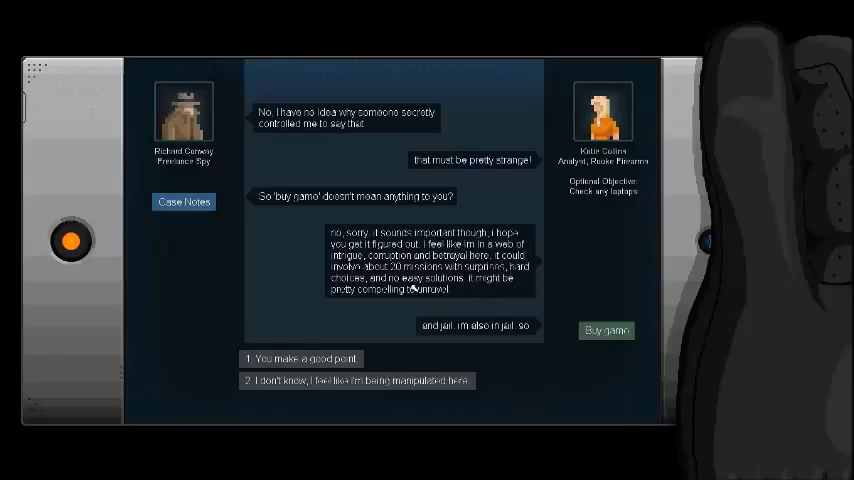 No, I have no idea why someone secretly
controlled me to say that.
Richard Conway
Freelance Spy
that must be pretty strange!
Katie Collins
Analyst, Rooke Firearms
Optional Objective:
Check any laptops
Case Notes
So 'buy game' doesn't mean anything to you?
no, sorry. it sounds important though, i hope
you get it figured out. I feel like im in a web of
intrigue, corruption and betrayal here. it could
involve about 20 missions with surprises, hard
choices, and no easy solutions. it might be
pretty compelling to unravel.
and jail. im also in jail. so
Buy game
1. You make a good point.
2. I don't know, I feel like I'm being manipulated here.